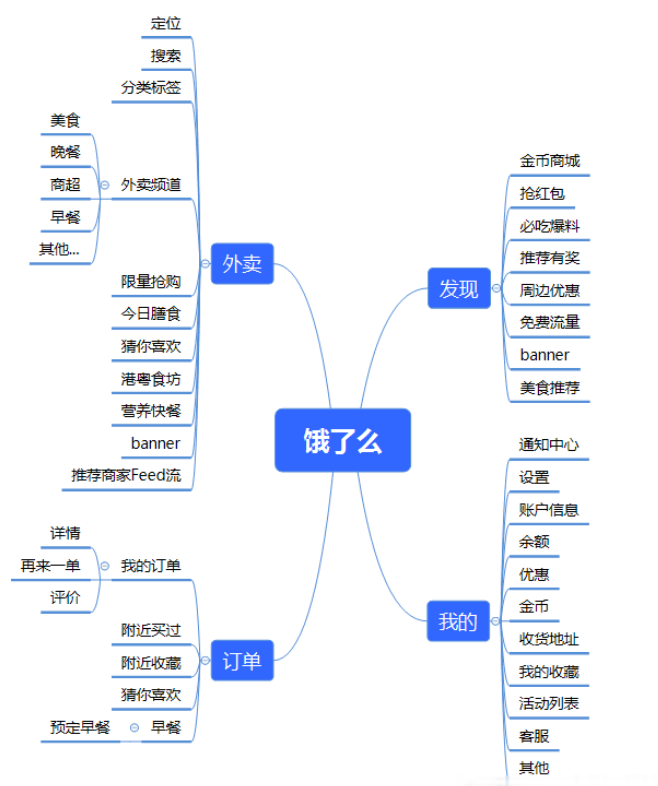 饿了么
外卖
定位
搜索
分类标签
外卖频道
美食
晚餐
商超
早餐
其他...
限量抢购
今日膳食
猜你喜欢
港粤食坊
营养快餐
banner
推荐商家Feed流
订单
我的订单
详情
再来一单
评价
附近买过
附近收藏
猜你喜欢
早餐
预定早餐
发现
金币商城
抢红包
必吃爆料
推荐有奖
周边优惠
免费流量
banner
美食推荐
我的
通知中心
设置
账户信息
余额
优惠
金币
收货地址
我的收藏
活动列表
客服
其他